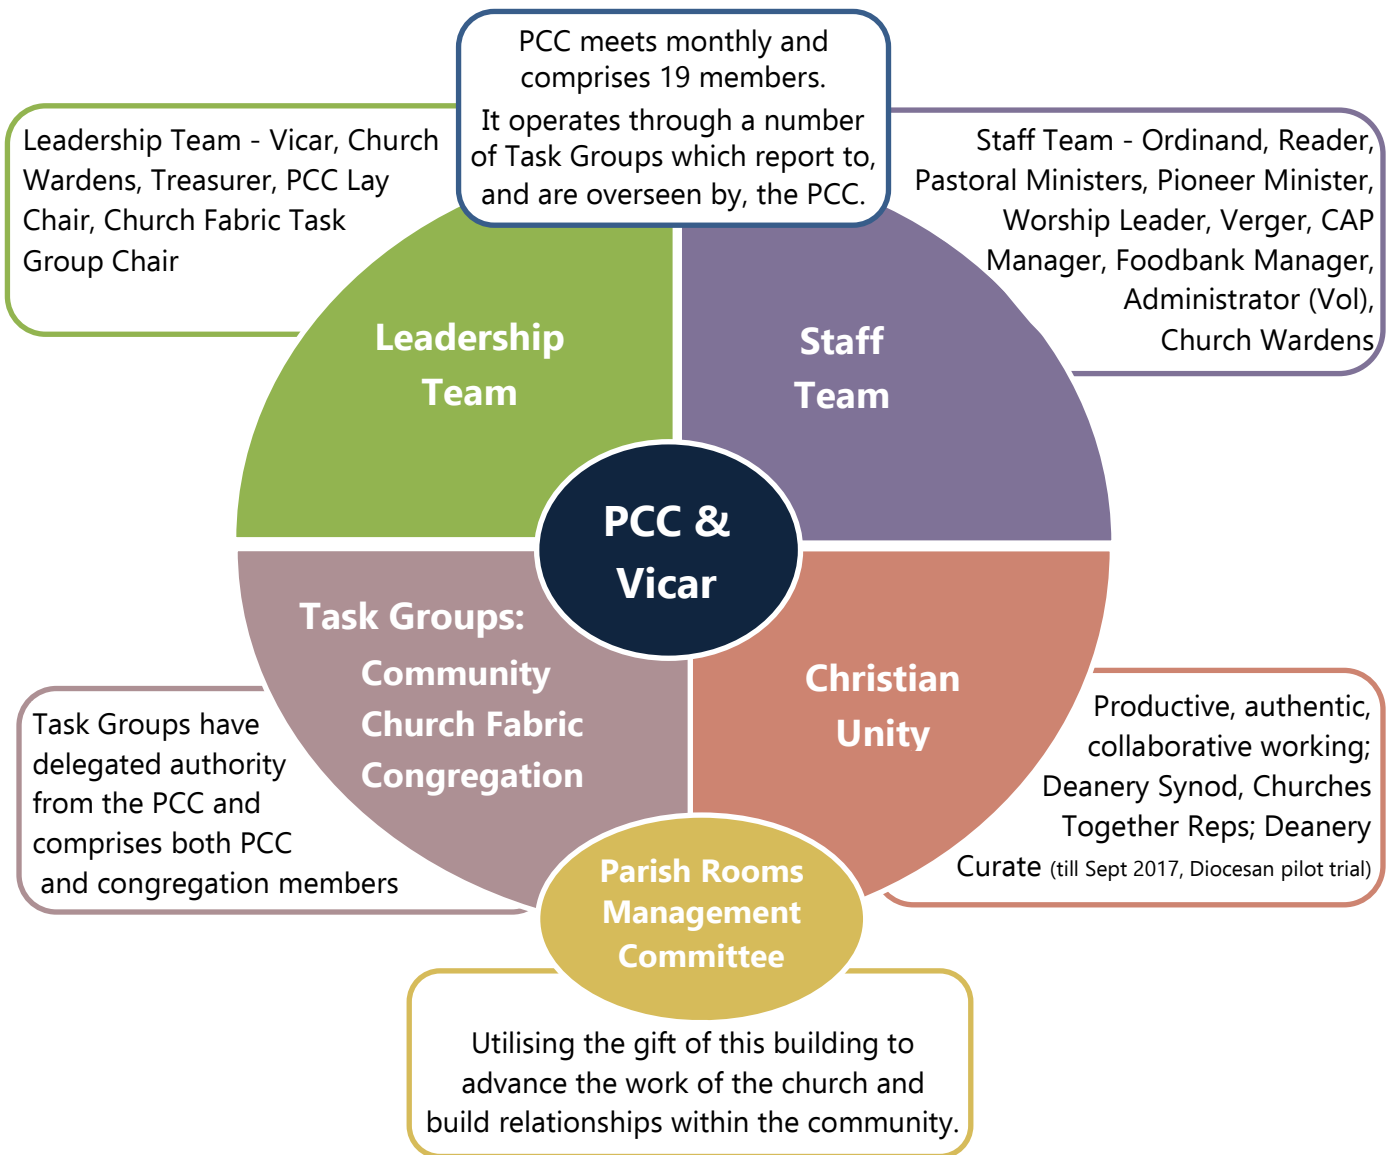 PCC meets monthly and
comprises 19 members.
It operates through a number
of Task Groups which report to,
and are overseen by, the PCC.
Leadership Team - Vicar, Church
Wardens, Treasurer, PCC Lay
Chair, Church Fabric Task
Group Chair
Staff Team - Ordinand, Reader,
Pastoral Ministers, Pioneer Minister,
Worship Leader, Verger, CAP
Manager, Foodbank Manager,
Administrator (Vol),
Church Wardens
Leadership
Team
Staff
Team
PCC &
Vicar
Task Groups:
Community
Church Fabric
Congregation
Christian
Unity
Task Groups have
delegated authority
from the PCC and
comprises both PCC
and congregation members
Productive, authentic,
collaborative working;
Deanery Synod, Churches
Together Reps; Deanery
Curate (till Sept 2017, Diocesan pilot trial)
Parish Rooms
Management
Committee
Utilising the gift of this building to
advance the work of the church and
build relationships within the community.